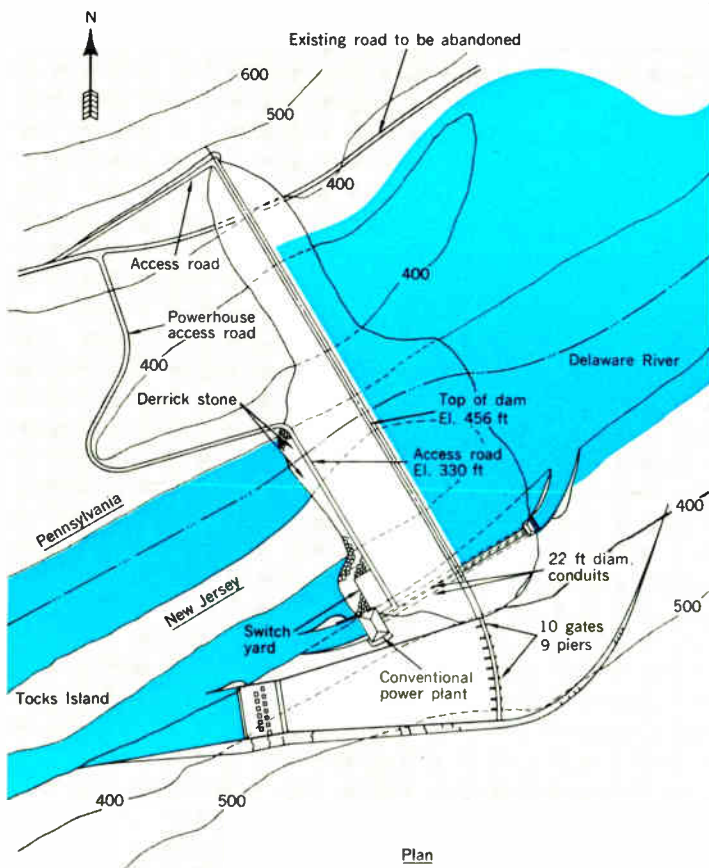 N
Existing road to be abandoned
600
500
400
Access road
400
Powerhouse
access road
Delaware River
400
Derrick stone
Top of dam
El. 456 ft
Access road
El. 330 ft
Pennsylvania
400
22 ft diam.
conduits
New Jersey
500
10 gates
9 piers
Switch
yard
Conventional
power plant
Tocks Island
400
500
Plan